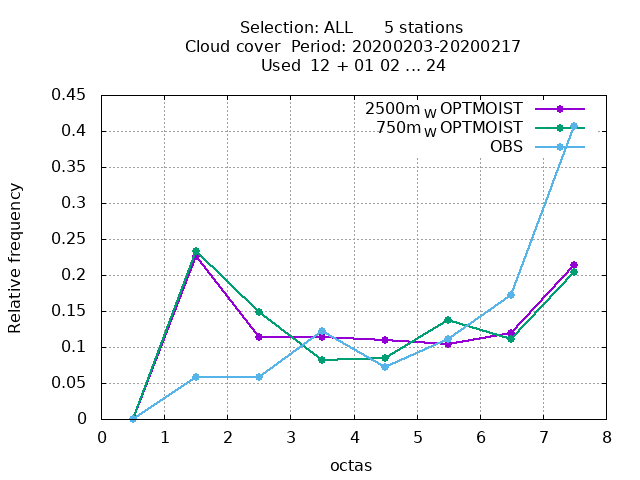 Selection: ALL 5 stations
Cloud cover Period: 20200203-20200217
Used 12 + 01 02 ... 24
2500m_W OPTMOIST
750m_W OPTMOIST
OBS
Relative frequency
0.45
0.4
0.35
0.3
0.25
0.2
0.15
0.1
0.05
0
0 1 2 3 4 5 6 7 8
octas